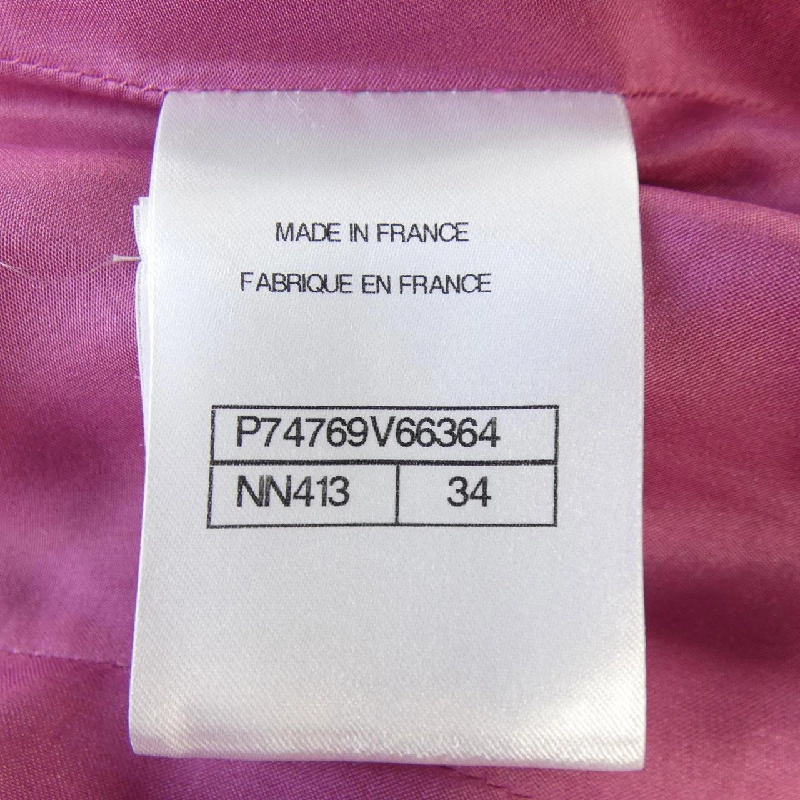 MADE IN FRANCE
FABRIQUE EN FRANCE
P74769V66364
NN413 34